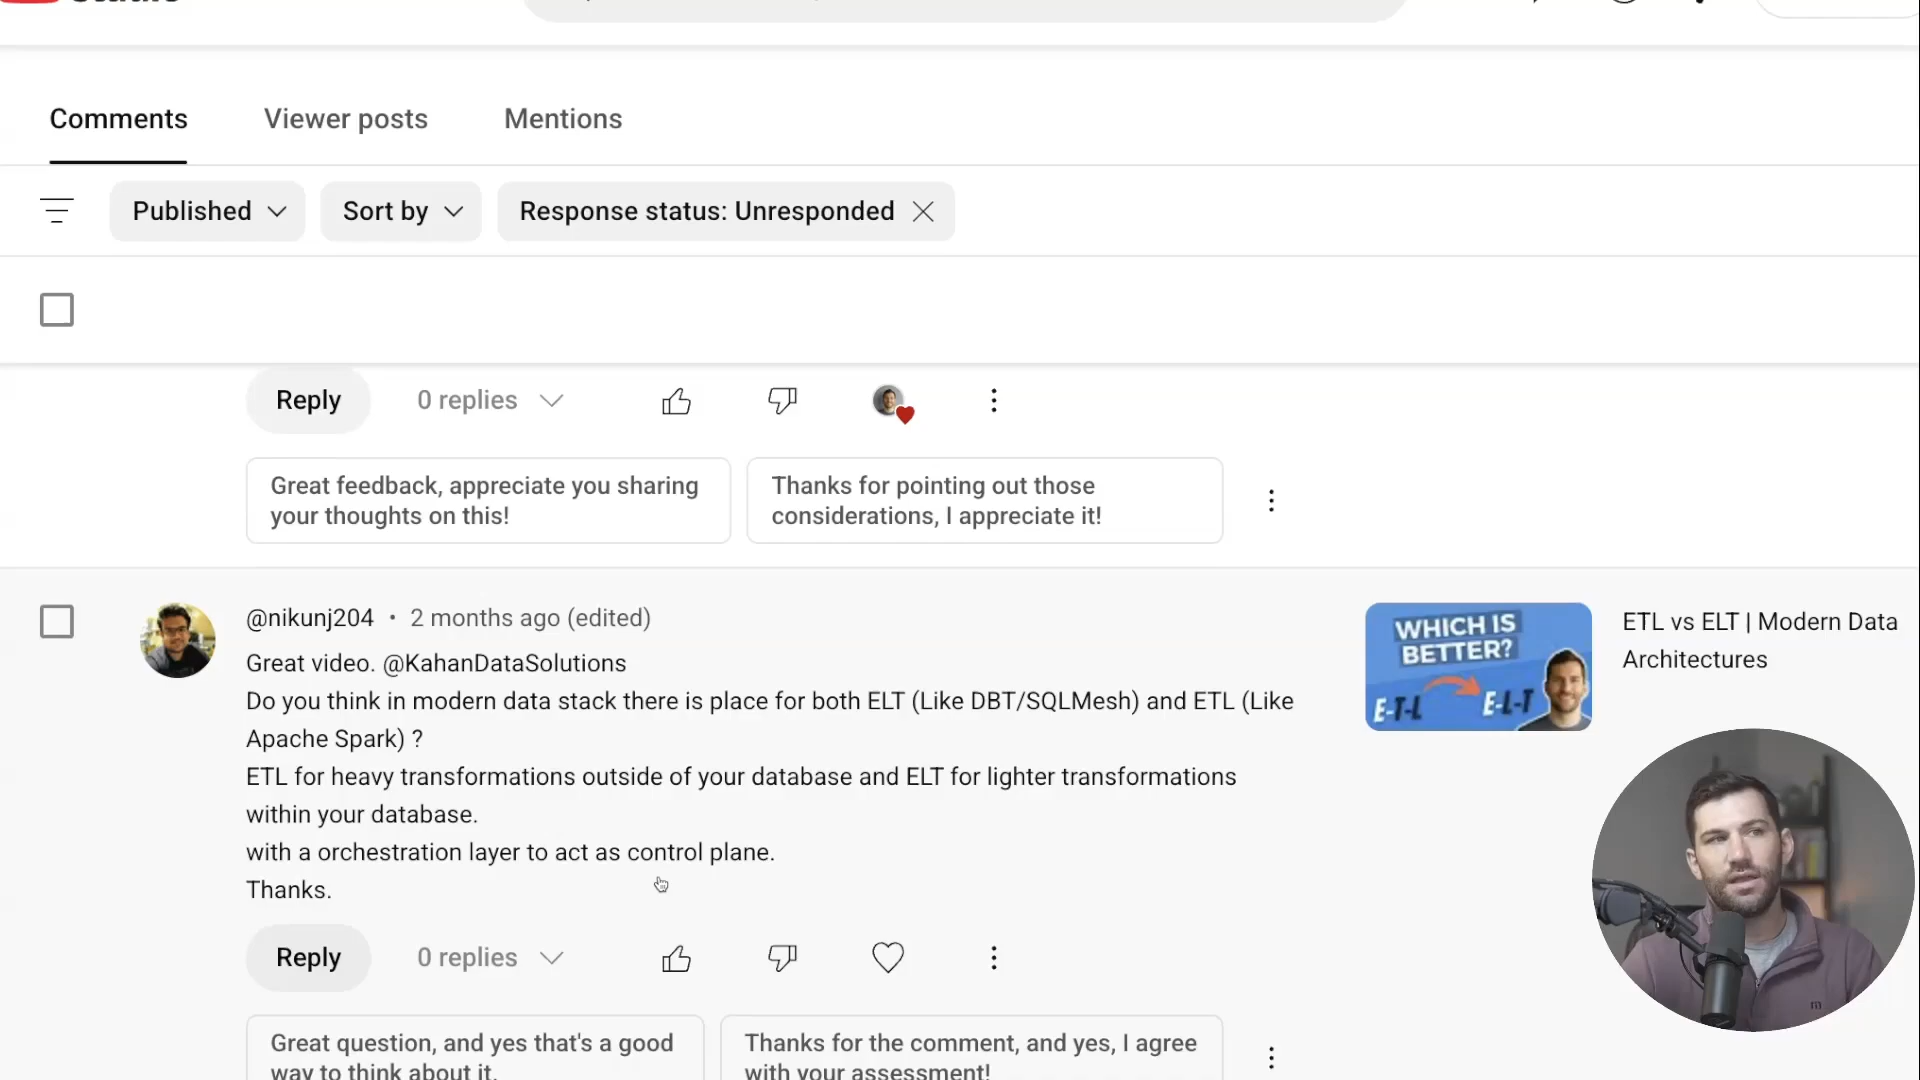 Comments
Viewer posts
Mentions
Published
Sort by
Response status: Unresponded
Reply
0 replies
Great feedback, appreciate you sharing
your thoughts on this!
Thanks for pointing out those
considerations, I appreciate it!
@nikunj204 • 2 months ago (edited)
Great video. @KahanDataSolutions
Do you think in modern data stack there is place for both ELT (Like DBT/SQLMesh) and ETL (Like
Apache Spark) ?
ETL for heavy transformations outside of your database and ELT for lighter transformations
within your database.
with a orchestration layer to act as control plane.
Thanks.
WHICH IS
BETTER?
E-T-L
E-L-T
ETL vs ELT | Modern Data
Architectures
Reply
0 replies
Great question, and yes that's a good
way to think about it.
Thanks for the comment, and yes, I agree
with your assessment!